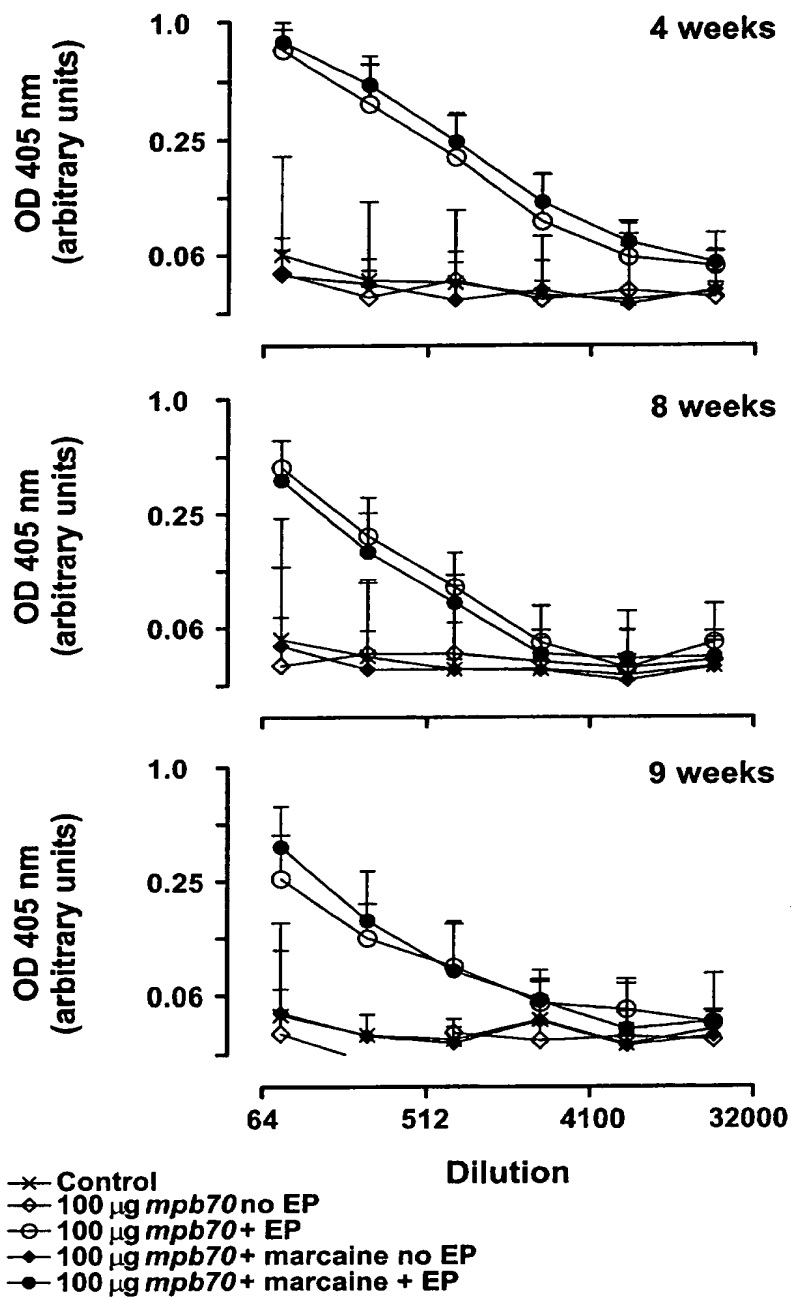 4 weeks
OD 405 nm
(arbitrary units)
1.0
0.25
0.06
8 weeks
OD 405 nm
(arbitrary units)
1.0
0.25
0.06
9 weeks
OD 405 nm
(arbitrary units)
1.0
0.25
0.06
64 512 4100 32000
Dilution
Control
100 µg mpb70 no EP
100 µg mpb70 + EP
100 µg mpb70 + marcaine no EP
100 µg mpb70 + marcaine + EP